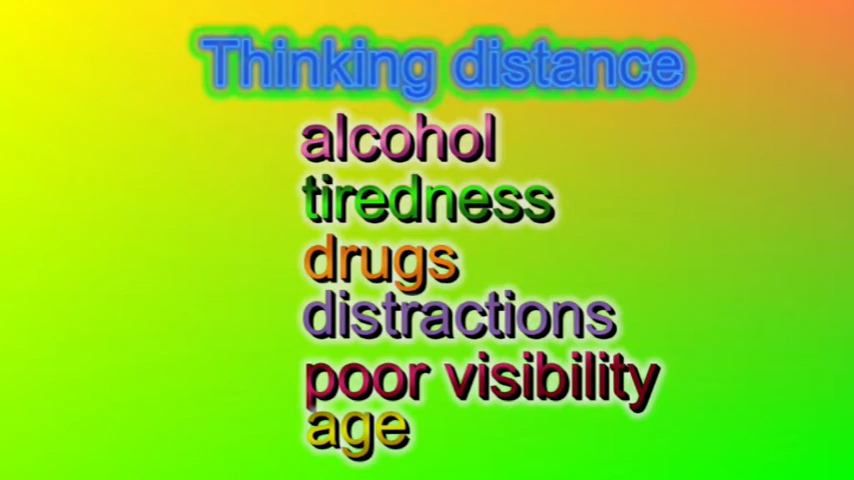 Thinking distance
alcohol
tiredness
drugs
distractions
poor visibility
age